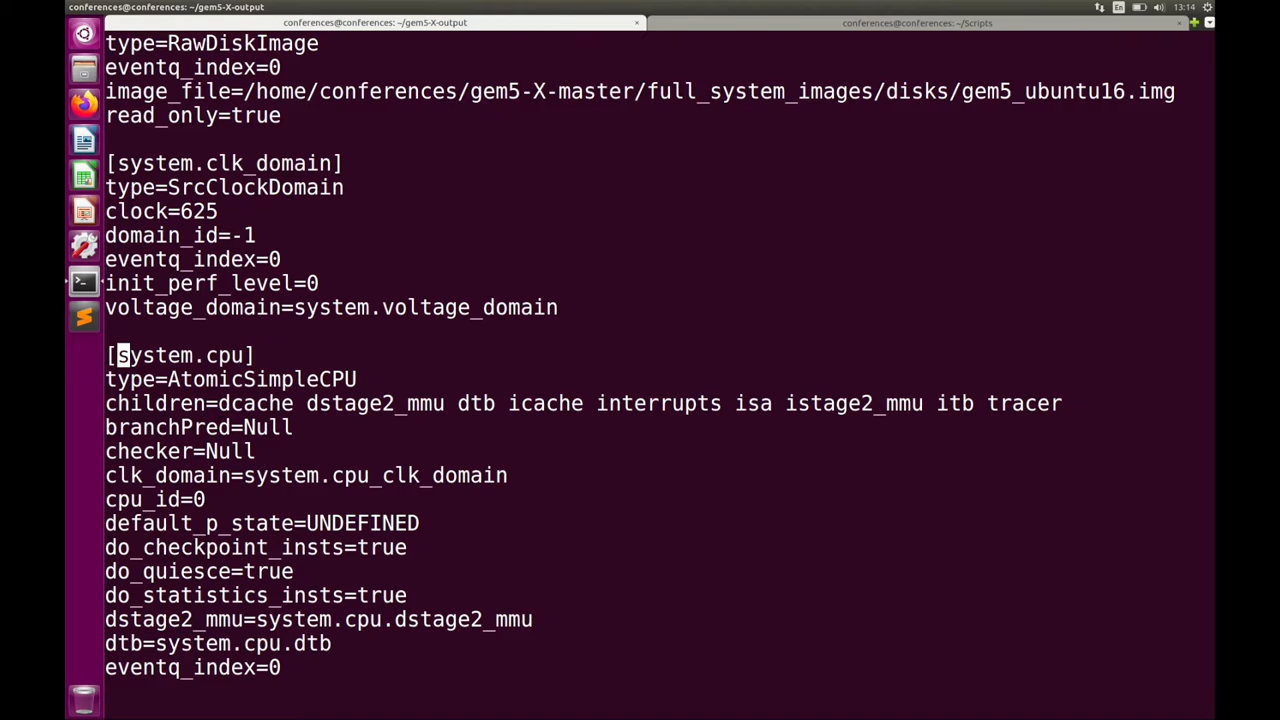 conferences@conferences: ~/gem5-X-output
En
13:14
conferences@conferences: ~/gem5-X-output
conferences@conferences: ~/Scripts
type=RawDiskImage
eventq_index=0
image_file=/home/conferences/gem5-X-master/full_system_images/disks/gem5_ubuntu16.img
read_only=true
[system.clk_domain]
type=SrcClockDomain
clock=625
domain_id=-1
eventq_index=0
init_perf_level=0
voltage_domain=system.voltage_domain
[system.cpu]
type=AtomicSimpleCPU
children=dcache dstage2_mmu dtb icache interrupts isa istage2_mmu itb tracer
branchPred=Null
checker=Null
clk_domain=system.cpu_clk_domain
cpu_id=0
default_p_state=UNDEFINED
do_checkpoint_insts=true
do_quiesce=true
do_statistics_insts=true
dstage2_mmu=system.cpu.dstage2_mmu
dtb=system.cpu.dtb
eventq_index=0